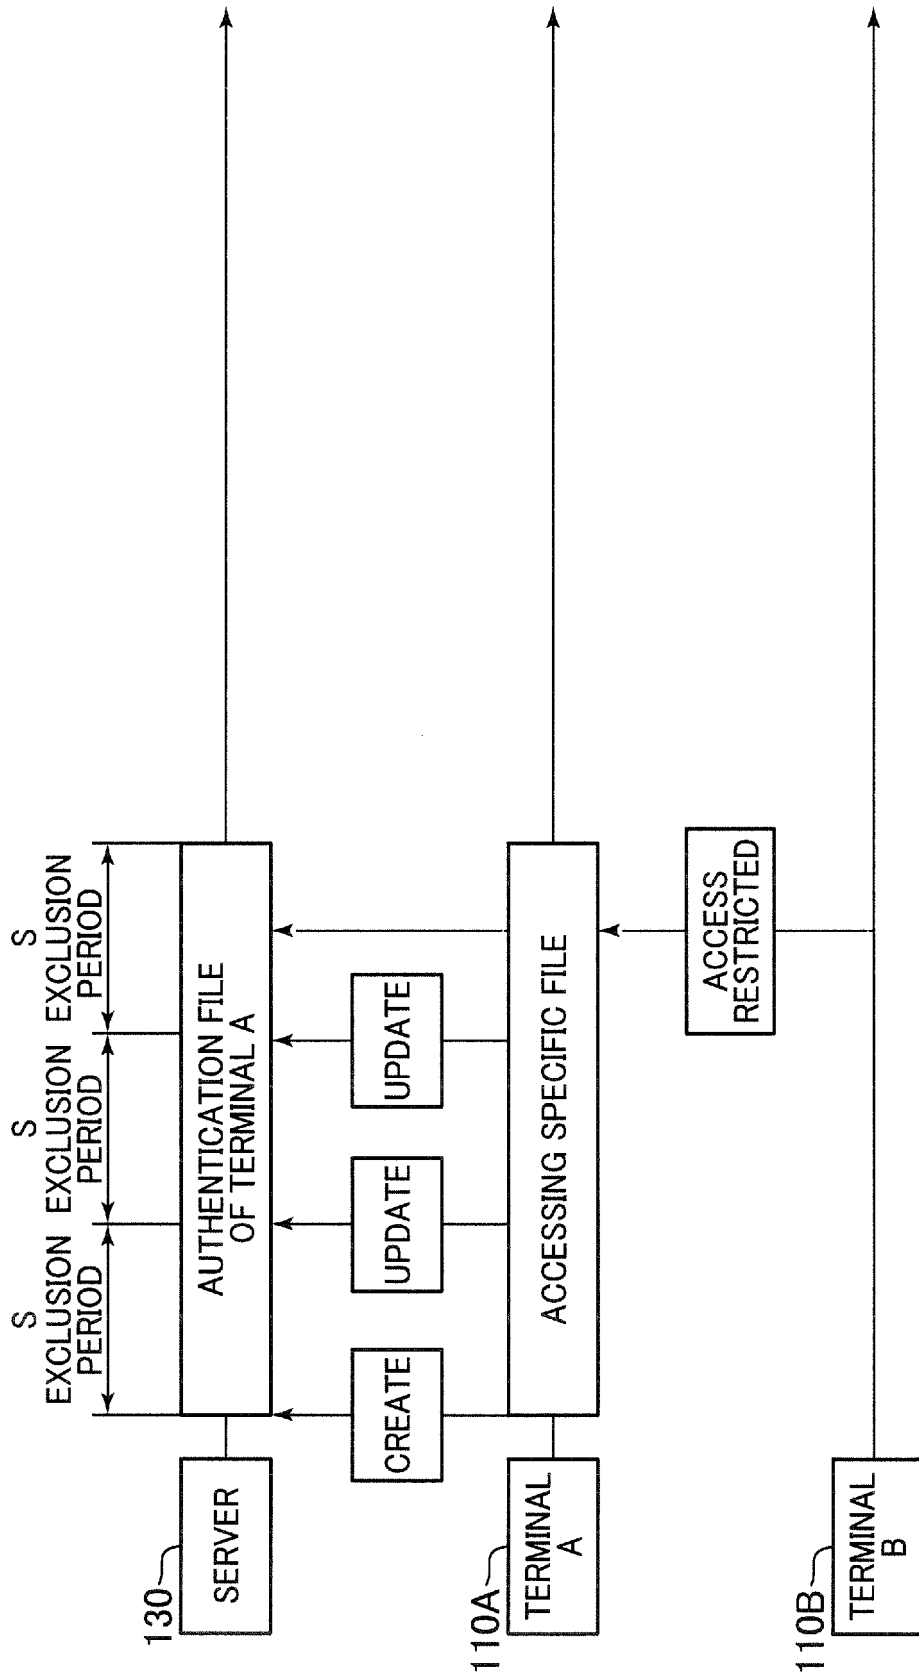 S
EXCLUSION
PERIOD
S
EXCLUSION
PERIOD
S
EXCLUSION
PERIOD
130
SERVER
AUTHENTICATION FILE
OF TERMINAL A
CREATE
UPDATE
UPDATE
110A
TERMINAL
A
ACCESSING SPECIFIC FILE
ACCESS
RESTRICTED
110B
TERMINAL
B